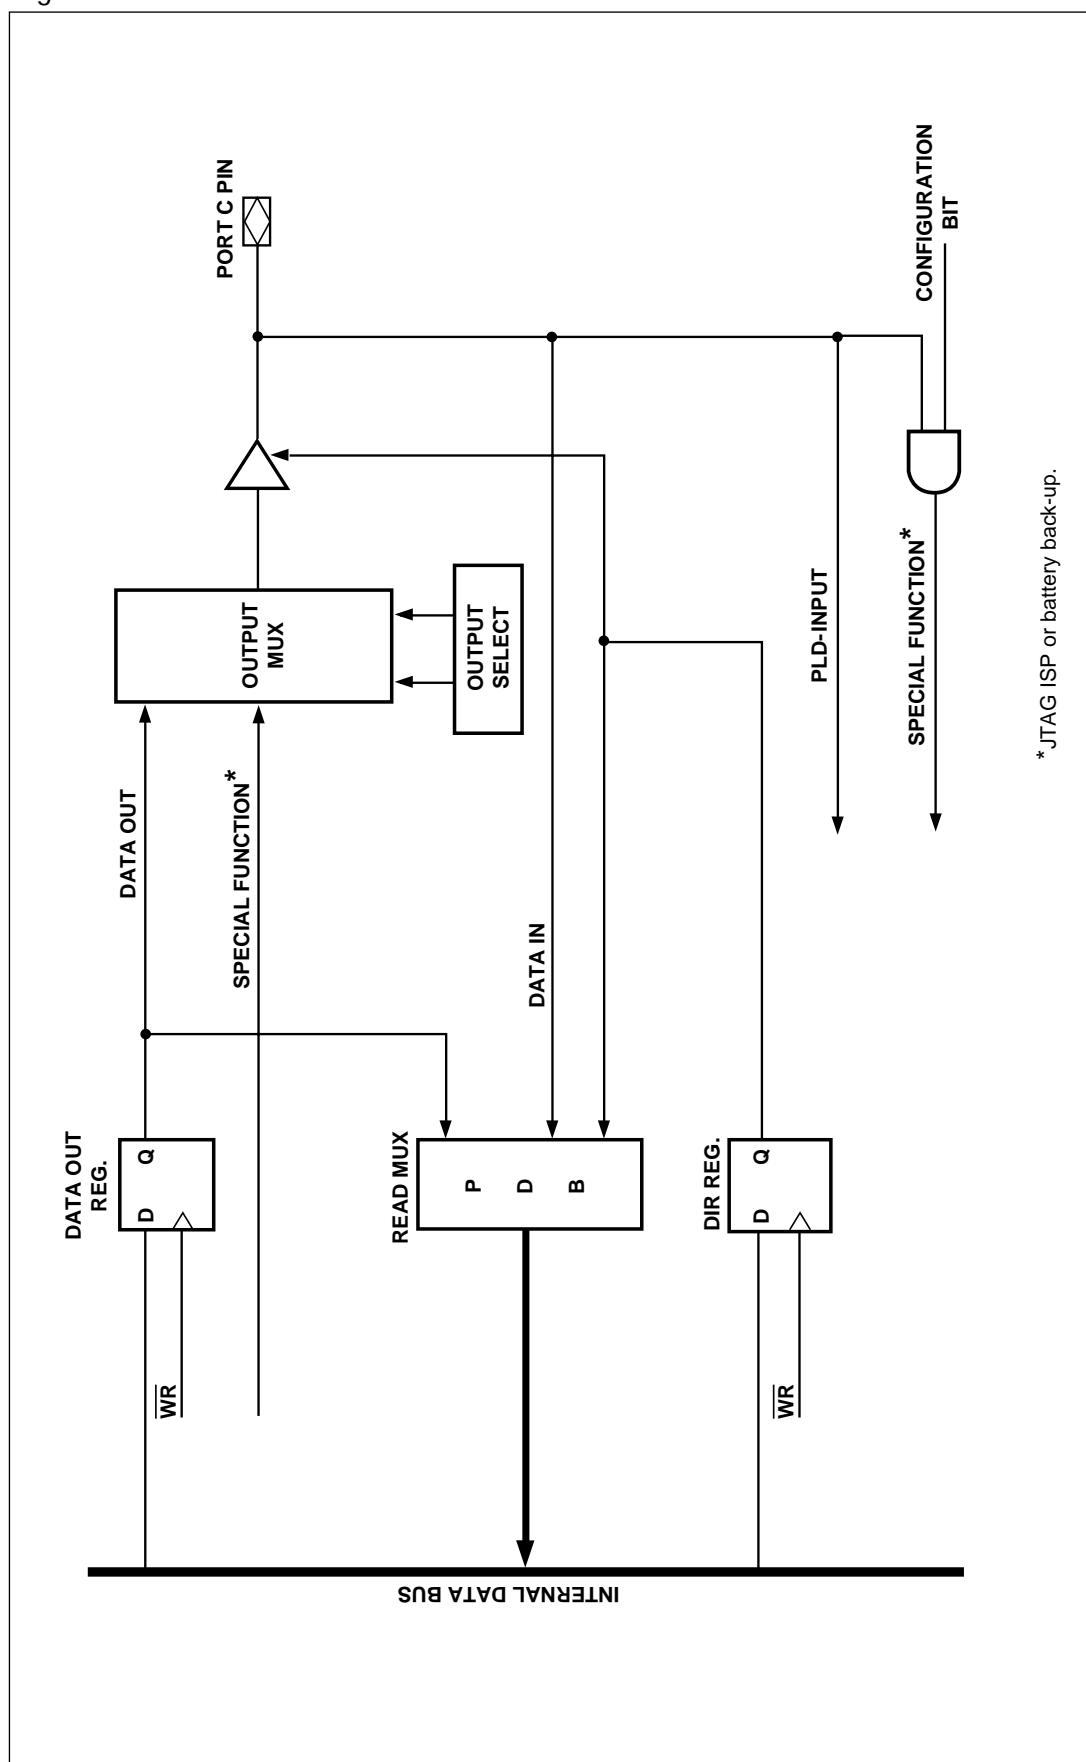 DATA OUT
REG.
D
Q
WR
DATA OUT
SPECIAL FUNCTION*
OUTPUT
MUX
PORT C PIN
READ MUX
P
D
B
DATA IN
OUTPUT
SELECT
DIR REG.
D
Q
WR
PLD-INPUT
SPECIAL FUNCTION*
CONFIGURATION
BIT
INTERNAL DATA BUS
* JTAG ISP or battery back-up.